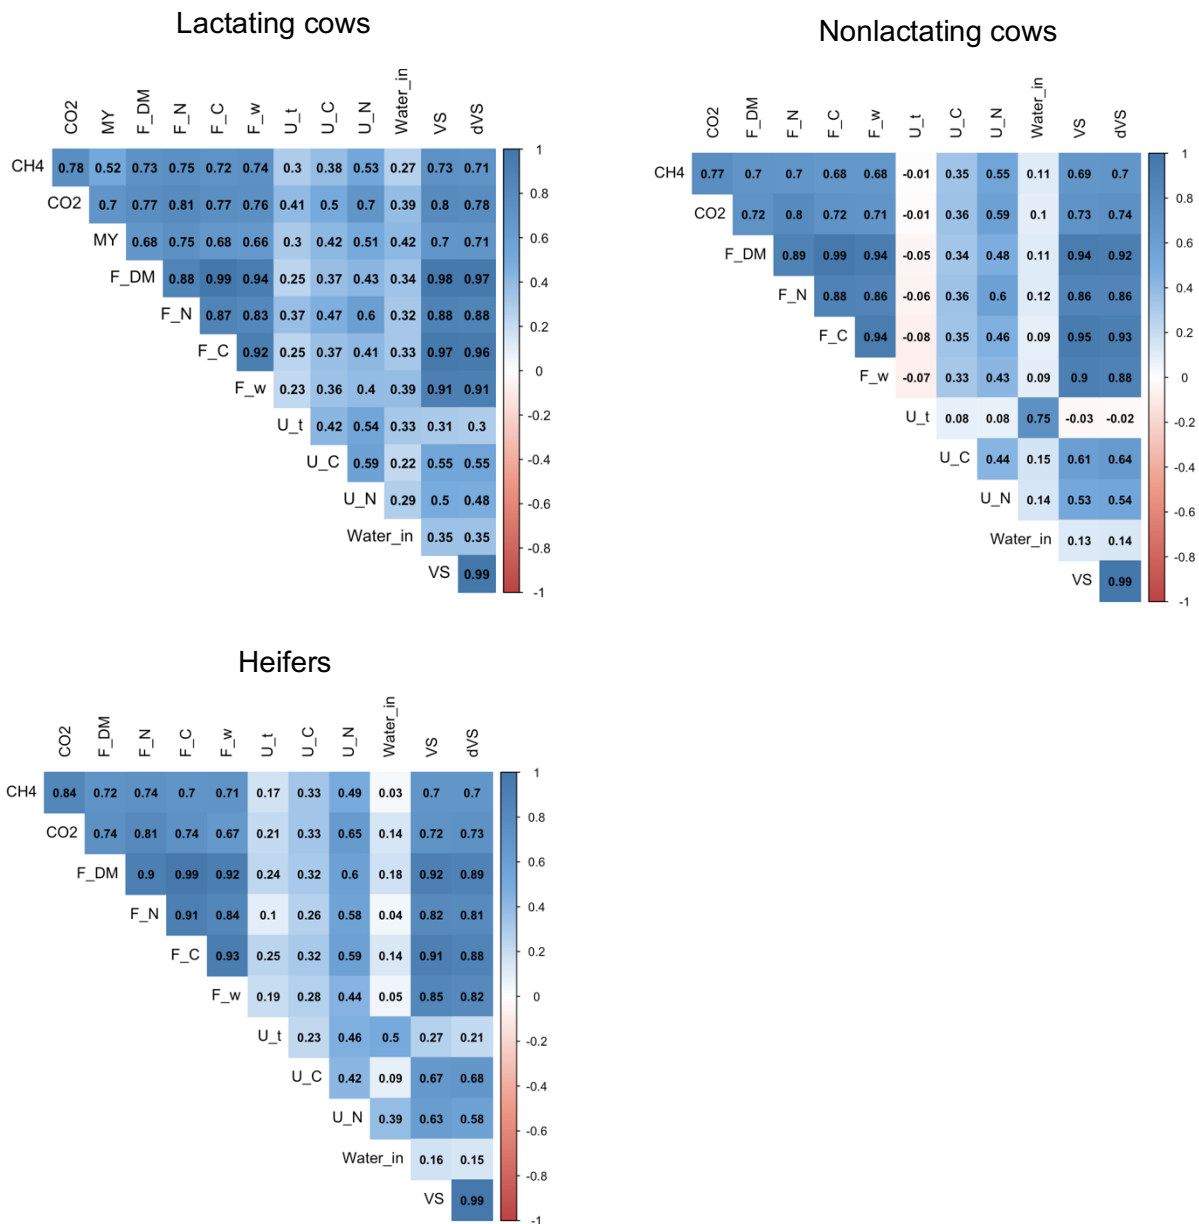 Lactating cows
CO2 MY F_DM F_N F_C F_w U_t U_C U_N Water_in VS dVS
CH4 0.78 0.52 0.73 0.75 0.72 0.74 0.3 0.38 0.53 0.27 0.73 0.71
CO2 0.7 0.77 0.81 0.77 0.76 0.41 0.5 0.7 0.39 0.8 0.78
MY 0.68 0.75 0.68 0.66 0.3 0.42 0.51 0.42 0.7 0.71
F_DM 0.88 0.99 0.94 0.25 0.37 0.43 0.34 0.98 0.97
F_N 0.87 0.83 0.37 0.47 0.6 0.32 0.88 0.88
F_C 0.92 0.25 0.37 0.41 0.33 0.97 0.96
F_w 0.23 0.36 0.4 0.39 0.91 0.91
U_t 0.42 0.54 0.33 0.31 0.3
U_C 0.59 0.22 0.55 0.55
U_N 0.29 0.5 0.48
Water_in 0.35 0.35
VS 0.99
1
0.8
0.6
0.4
0.2
0
-0.2
-0.4
-0.6
-0.8
-1
Nonlactating cows
CO2 F_DM F_N F_C F_w U_t U_C U_N Water_in VS dVS
CH4 0.77 0.7 0.7 0.68 0.68 -0.01 0.35 0.55 0.11 0.69 0.7
CO2 0.72 0.8 0.72 0.71 -0.01 0.36 0.59 0.1 0.73 0.74
F_DM 0.89 0.99 0.94 -0.05 0.34 0.48 0.11 0.94 0.92
F_N 0.88 0.86 -0.06 0.36 0.6 0.12 0.86 0.86
F_C 0.94 -0.08 0.35 0.46 0.09 0.95 0.93
F_w -0.07 0.33 0.43 0.09 0.9 0.88
U_t 0.08 0.08 0.75 -0.03 -0.02
U_C 0.44 0.15 0.61 0.64
U_N 0.14 0.53 0.54
Water_in 0.13 0.14
VS 0.99
1
0.8
0.6
0.4
0.2
0
-0.2
-0.4
-0.6
-0.8
-1
Heifers
CO2 F_DM F_N F_C F_w U_t U_C U_N Water_in VS dVS
CH4 0.84 0.72 0.74 0.7 0.71 0.17 0.33 0.49 0.03 0.7 0.7
CO2 0.74 0.81 0.74 0.67 0.21 0.33 0.65 0.14 0.72 0.73
F_DM 0.9 0.99 0.92 0.24 0.32 0.6 0.18 0.92 0.89
F_N 0.91 0.84 0.1 0.26 0.58 0.04 0.82 0.81
F_C 0.93 0.25 0.32 0.59 0.14 0.91 0.88
F_w 0.19 0.28 0.44 0.05 0.85 0.82
U_t 0.23 0.46 0.5 0.27 0.21
U_C 0.42 0.09 0.67 0.68
U_N 0.39 0.63 0.58
Water_in 0.16 0.15
VS 0.99
1
0.8
0.6
0.4
0.2
0
-0.2
-0.4
-0.6
-0.8
-1